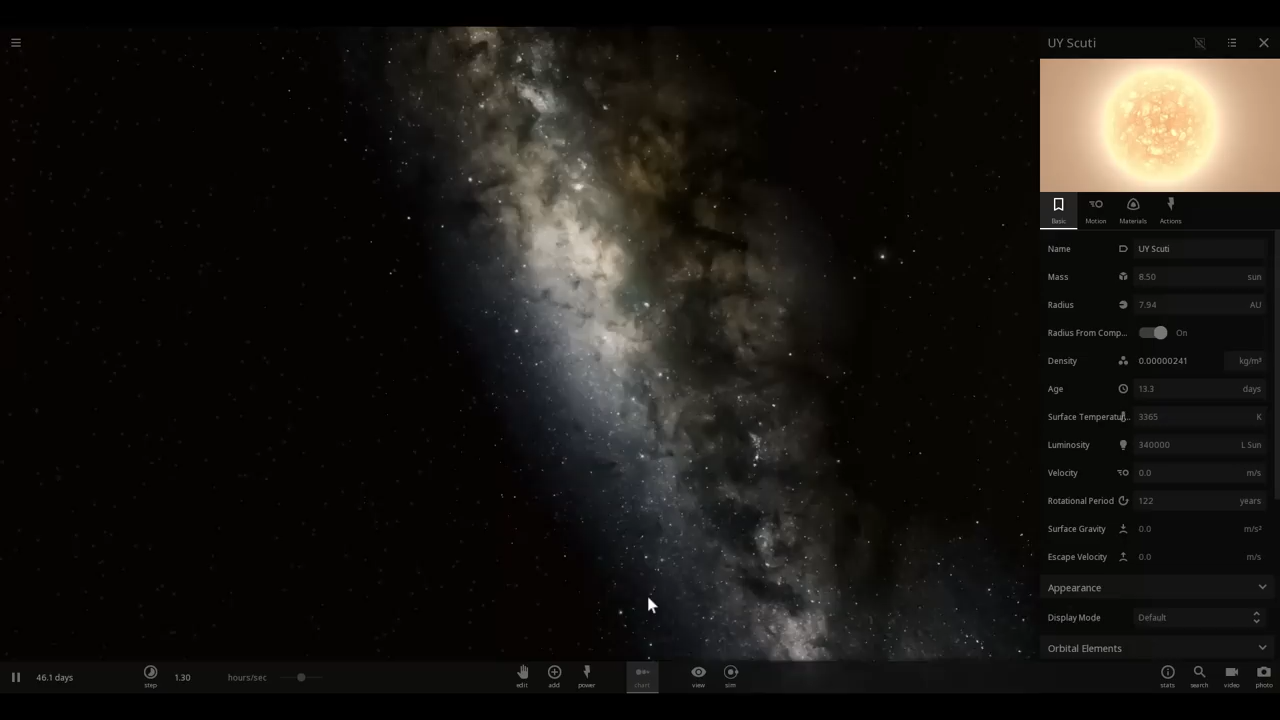 UY Scuti
Basic Motion Materials Actions
Name UY Scuti
Mass 8.50 sun
Radius 7.94 AU
Radius From Comp... On
Density 0.00000241 kg/m³
Age 13.3 days
Surface Temperatu... 3365 K
Luminosity 340000 L Sun
Velocity 0.0 m/s
Rotational Period 122 years
Surface Gravity 0.0 m/s²
Escape Velocity 0.0 m/s
Appearance
Display Mode Default
Orbital Elements
46.1 days step 1.30 hours/sec edit add power chart view sim stats search video photo